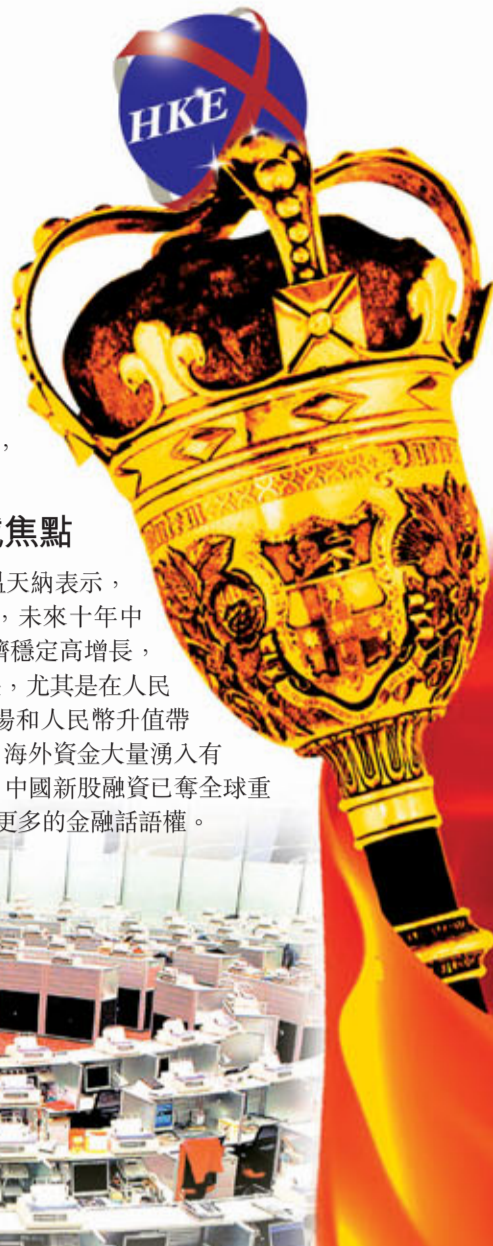 HKE
，
焦點
温天納表示，
，未來十年中
濟穩定高增長，
，尤其是在人民
場和人民幣升值帶
海外資金大量湧入有
中國新股融資已奪全球重
更多的金融話語權。